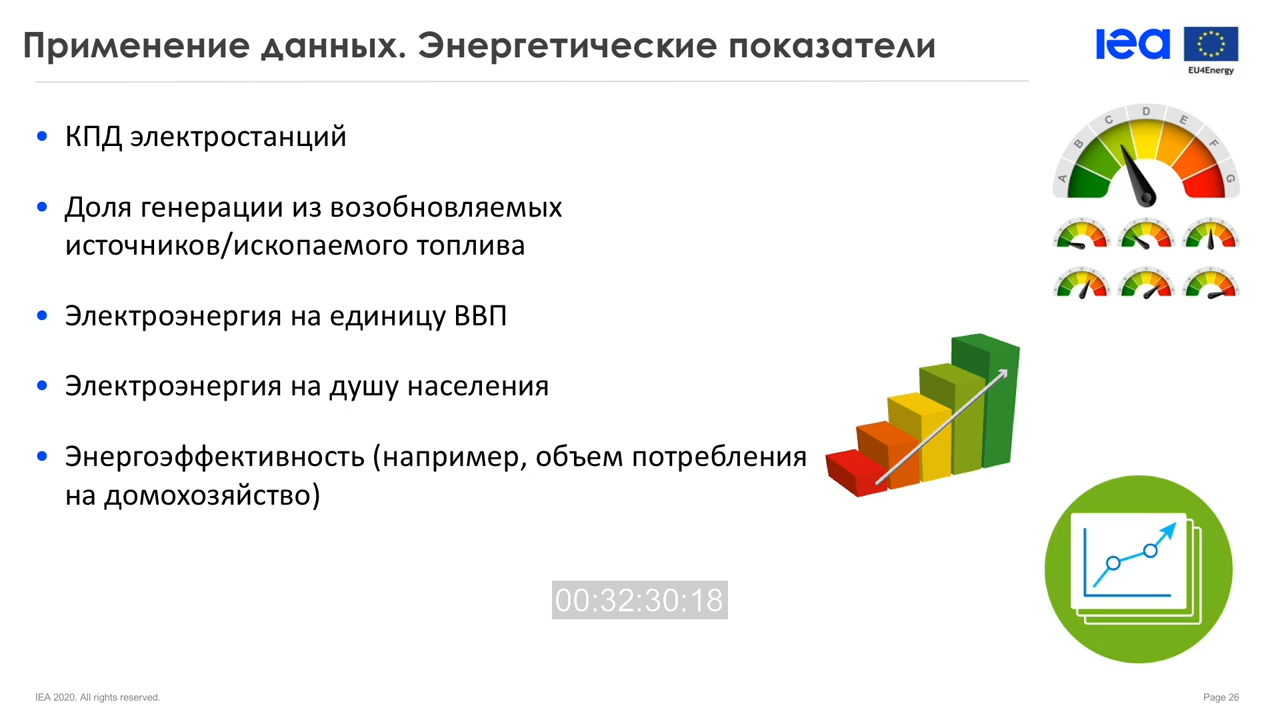 Применение данных. Энергетические показатели
iea
EU4Energy
• КПД электростанций
• Доля генерации из возобновляемых
источников/ископаемого топлива
• Электроэнергия на единицу ВВП
• Электроэнергия на душу населения
• Энергоэффективность (например, объем потребления
на домохозяйство)
A B C D E F G
00:32:30:18
IEA 2020. All rights reserved.
Page 26